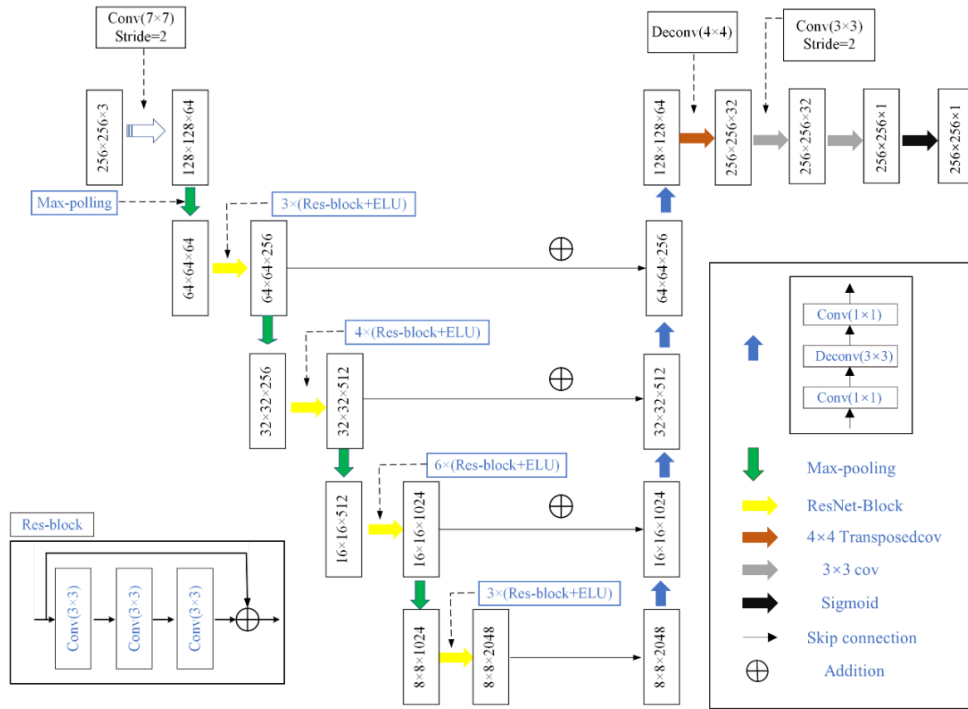 Conv(7×7)
Stride=2
Deconv(4×4)
Conv(3×3)
Stride=2
256×256×3
128×128×64
128×128×64
256×256×32
256×256×32
256×256×1
256×256×1
Max-polling
3×(Res-block+ELU)
64×64×64
64×64×256
64×64×256
4×(Res-block+ELU)
32×32×256
32×32×512
32×32×512
6×(Res-block+ELU)
16×16×512
16×16×1024
16×16×1024
3×(Res-block+ELU)
8×8×1024
8×8×2048
8×8×2048
Res-block
Conv(3×3)
Conv(3×3)
Conv(3×3)
Conv(1×1)
Deconv(3×3)
Conv(1×1)
Max-pooling
ResNet-Block
4×4 Transposedcov
3×3 cov
Sigmoid
Skip connection
Addition